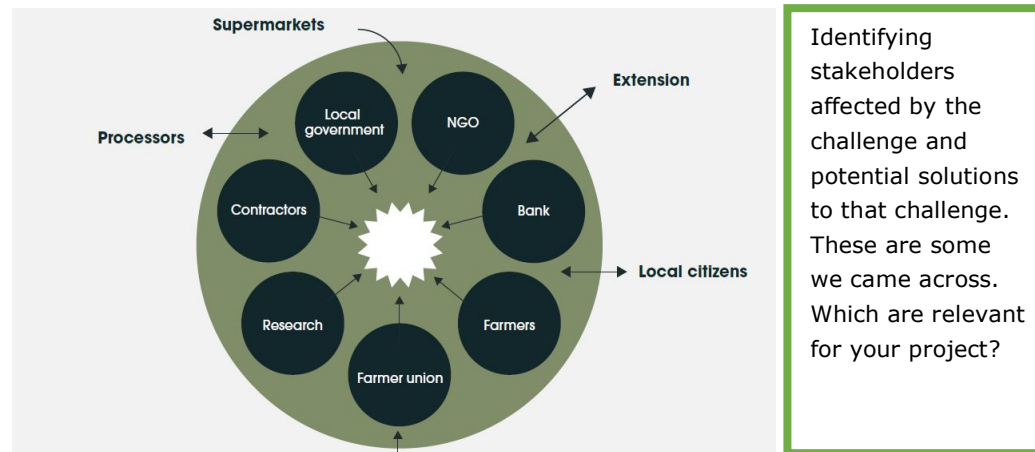 Supermarkets
Extension
Processors
Local
government
NGO
Contractors
Bank
Local citizens
Research
Farmers
Farmer union
Identifying
stakeholders
affected by the
challenge and
potential solutions
to that challenge.
These are some
we came across.
Which are relevant
for your project?